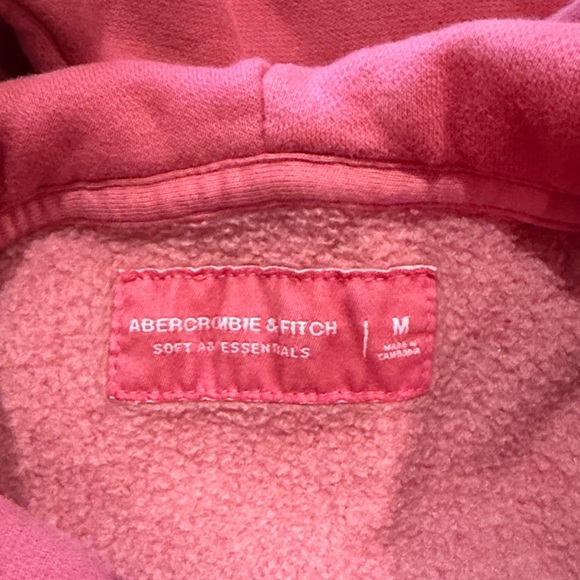 ABERCROMBIE & FITCH
SOFT A&F ESSENTIALS
M
MADE IN
CAMBODIA